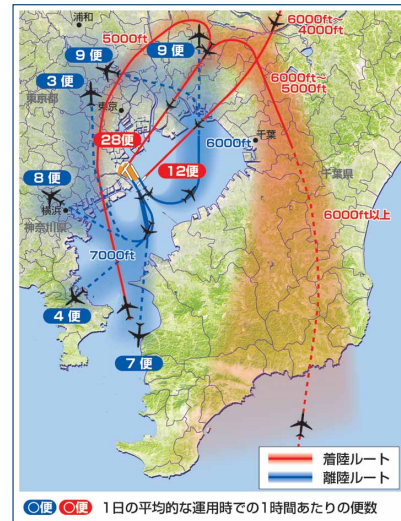 浦和
5000ft
6000ft~
4000ft
9便
9便
3便
6000ft~
5000ft
東京都
東京
千葉
28便
6000ft
12便
千葉県
8便
横浜
神奈川県
6000ft以上
7000ft
4便
7便
着陸ルート
離陸ルート
○便 ○便 1日の平均的な運用時での1時間あたりの便数